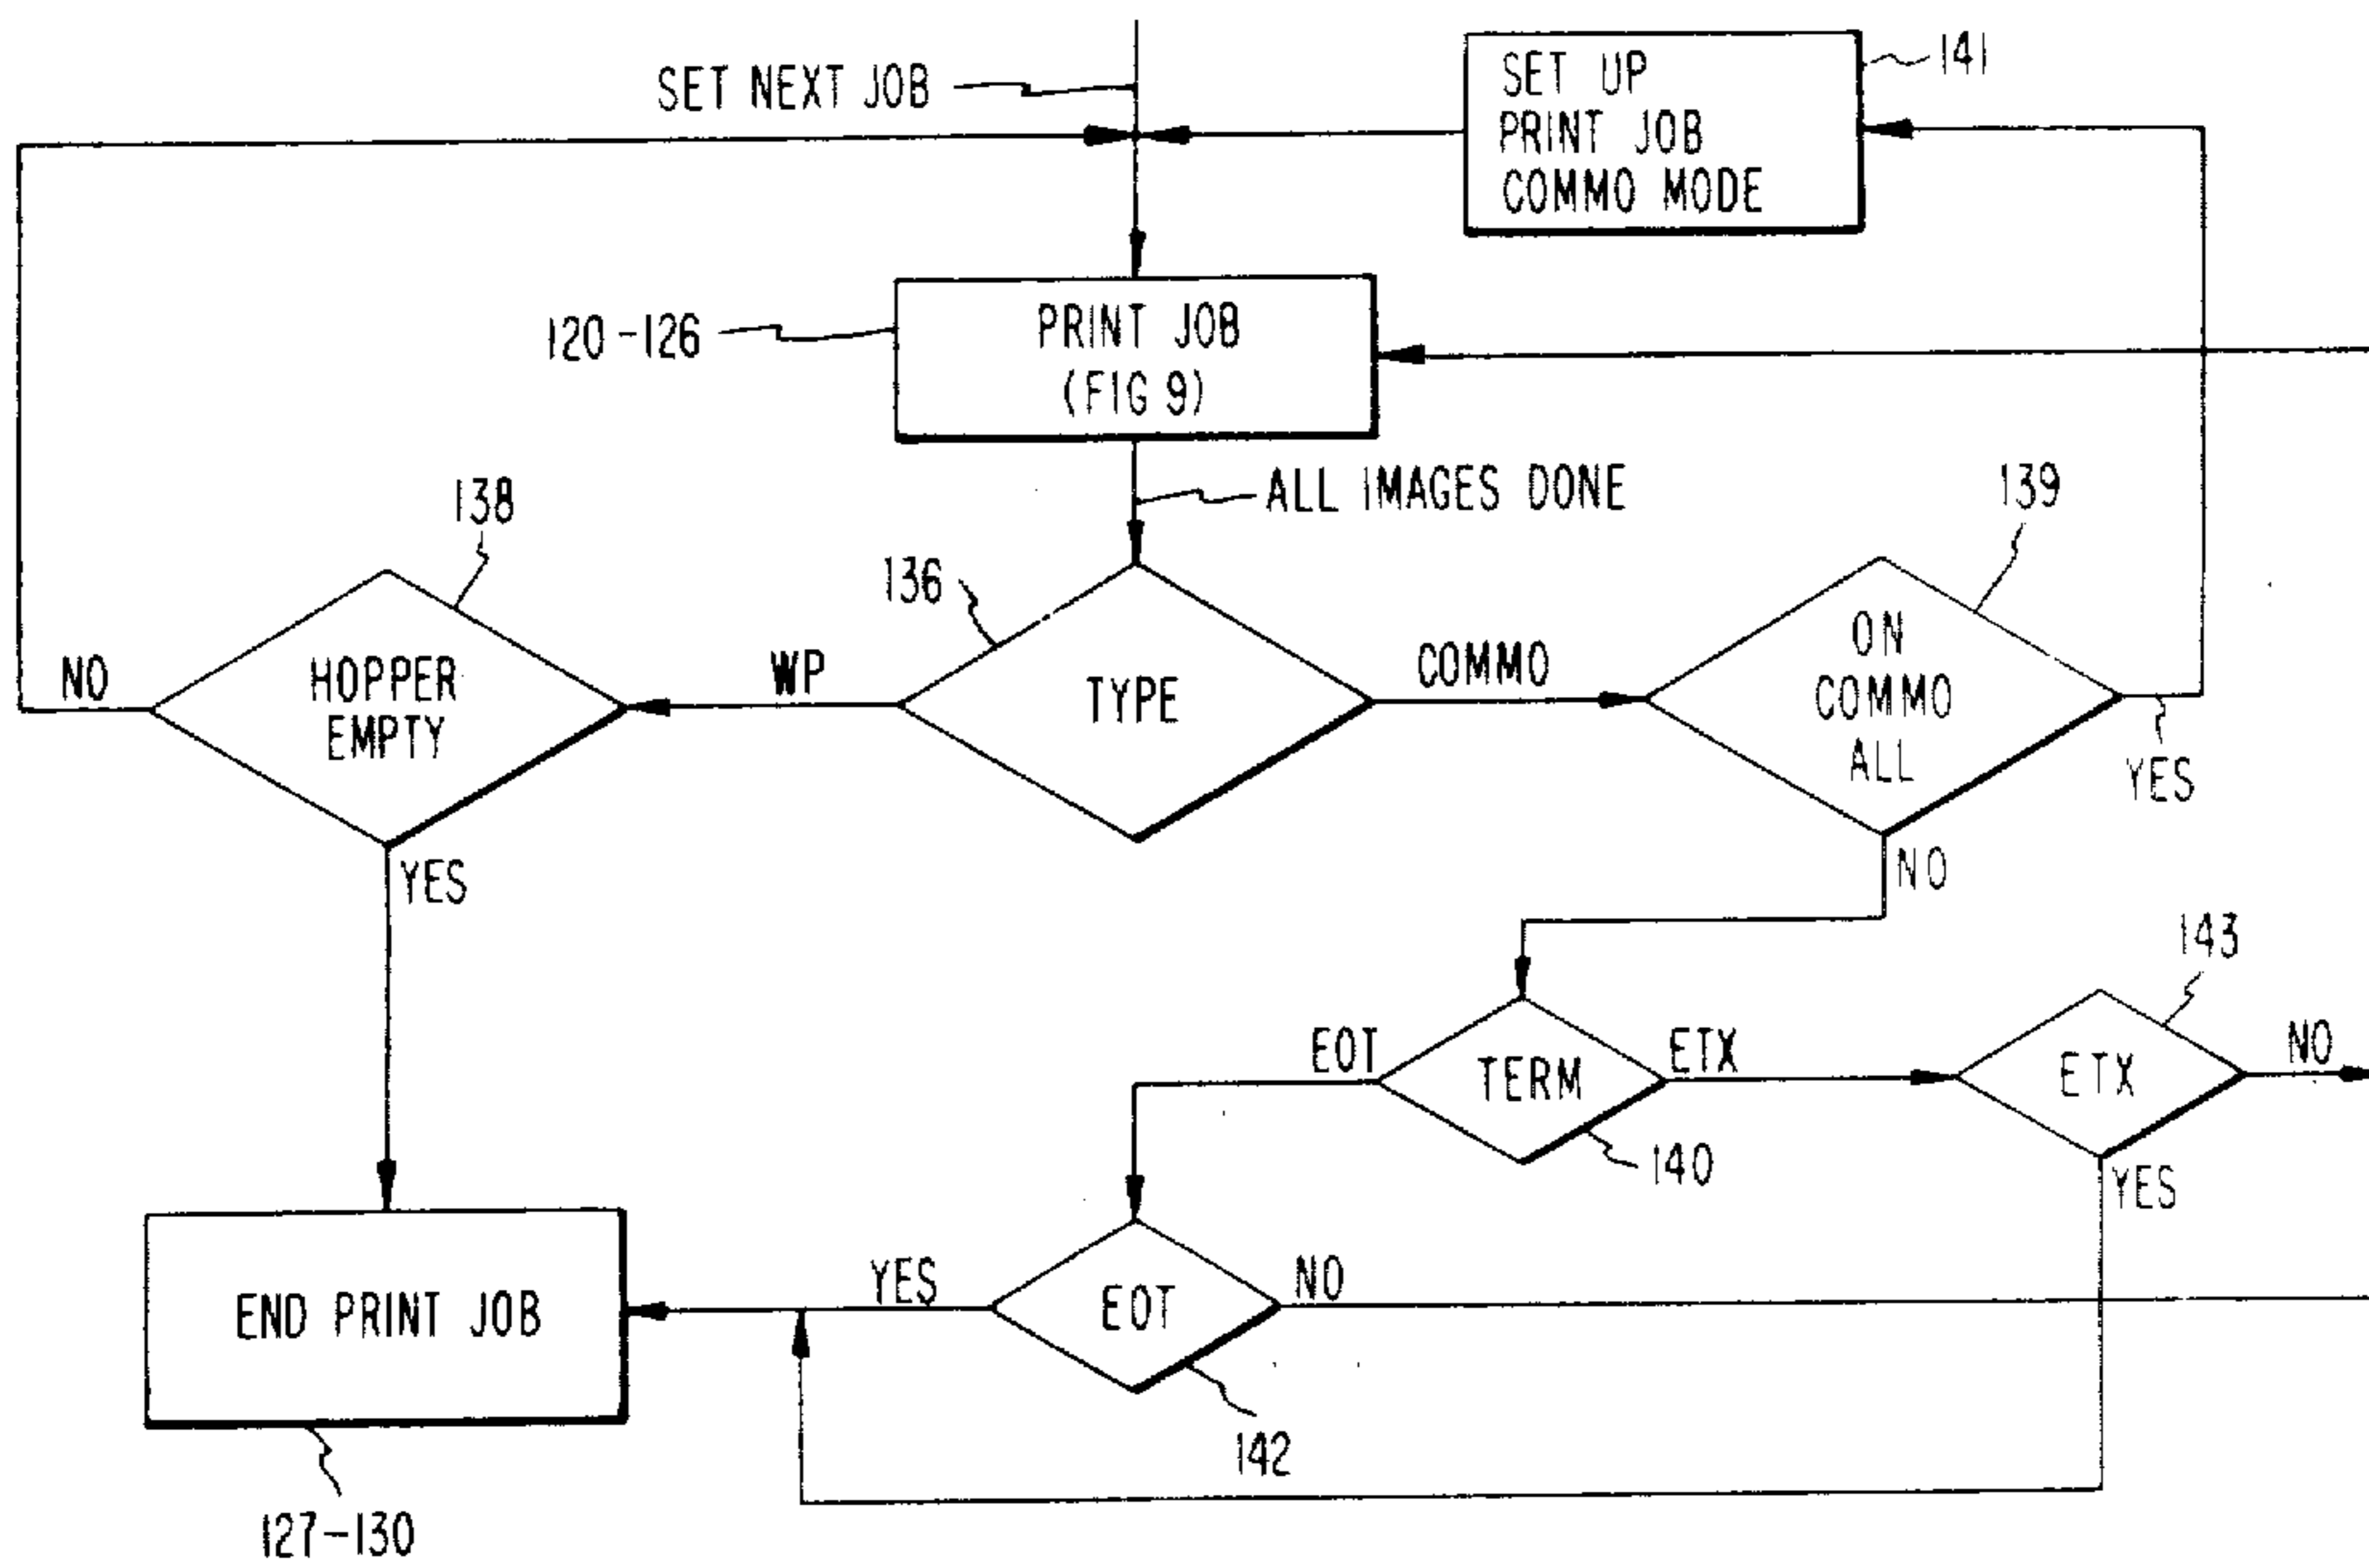 SET NEXT JOB
SET UP
PRINT JOB
COMMO MODE
141
120-126
PRINT JOB
(FIG 9)
ALL IMAGES DONE
138
136
139
NO
HOPPER
EMPTY
WP
TYPE
COMMO
ON
COMMO
ALL
YES
YES
NO
143
EOT
TERM
ETX
ETX
NO
140
YES
END PRINT JOB
YES
EOT
NO
142
127-130